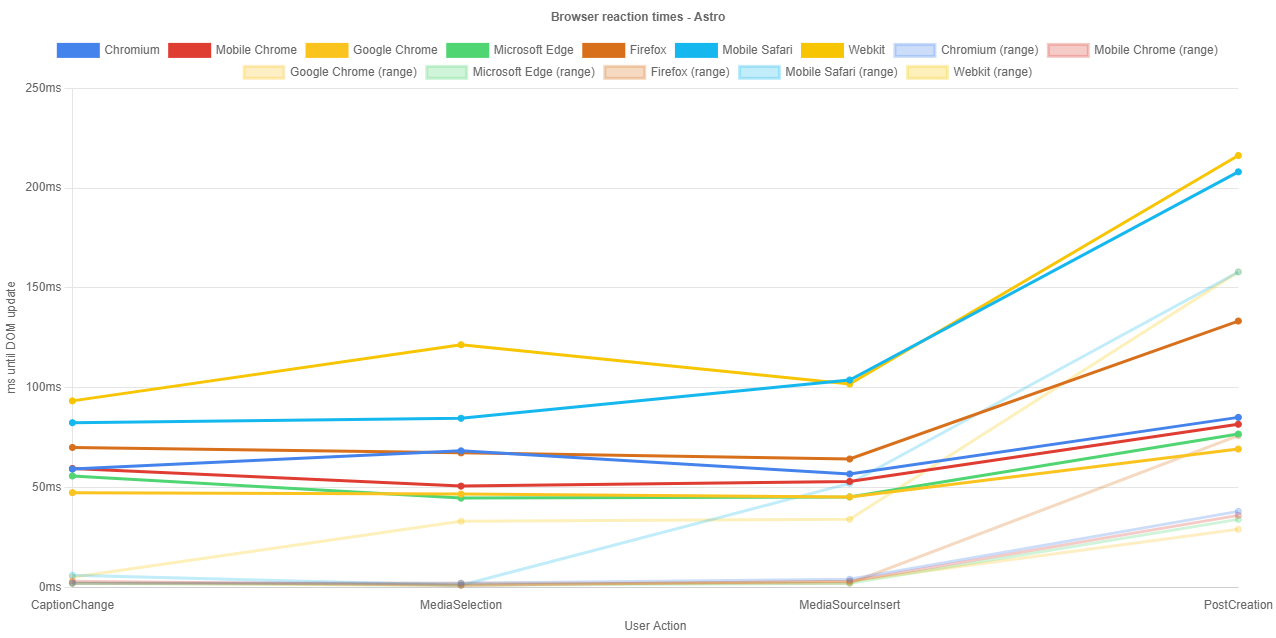 Browser reaction times - Astro
Chromium Mobile Chrome Google Chrome Microsoft Edge Firefox Mobile Safari Webkit Chromium (range) Mobile Chrome (range)
Google Chrome (range) Microsoft Edge (range) Firefox (range) Mobile Safari (range) Webkit (range)
250ms
200ms
150ms
100ms
50ms
0ms
ms until DOM update
CaptionChange MediaSelection MediaSourceInsert PostCreation
User Action